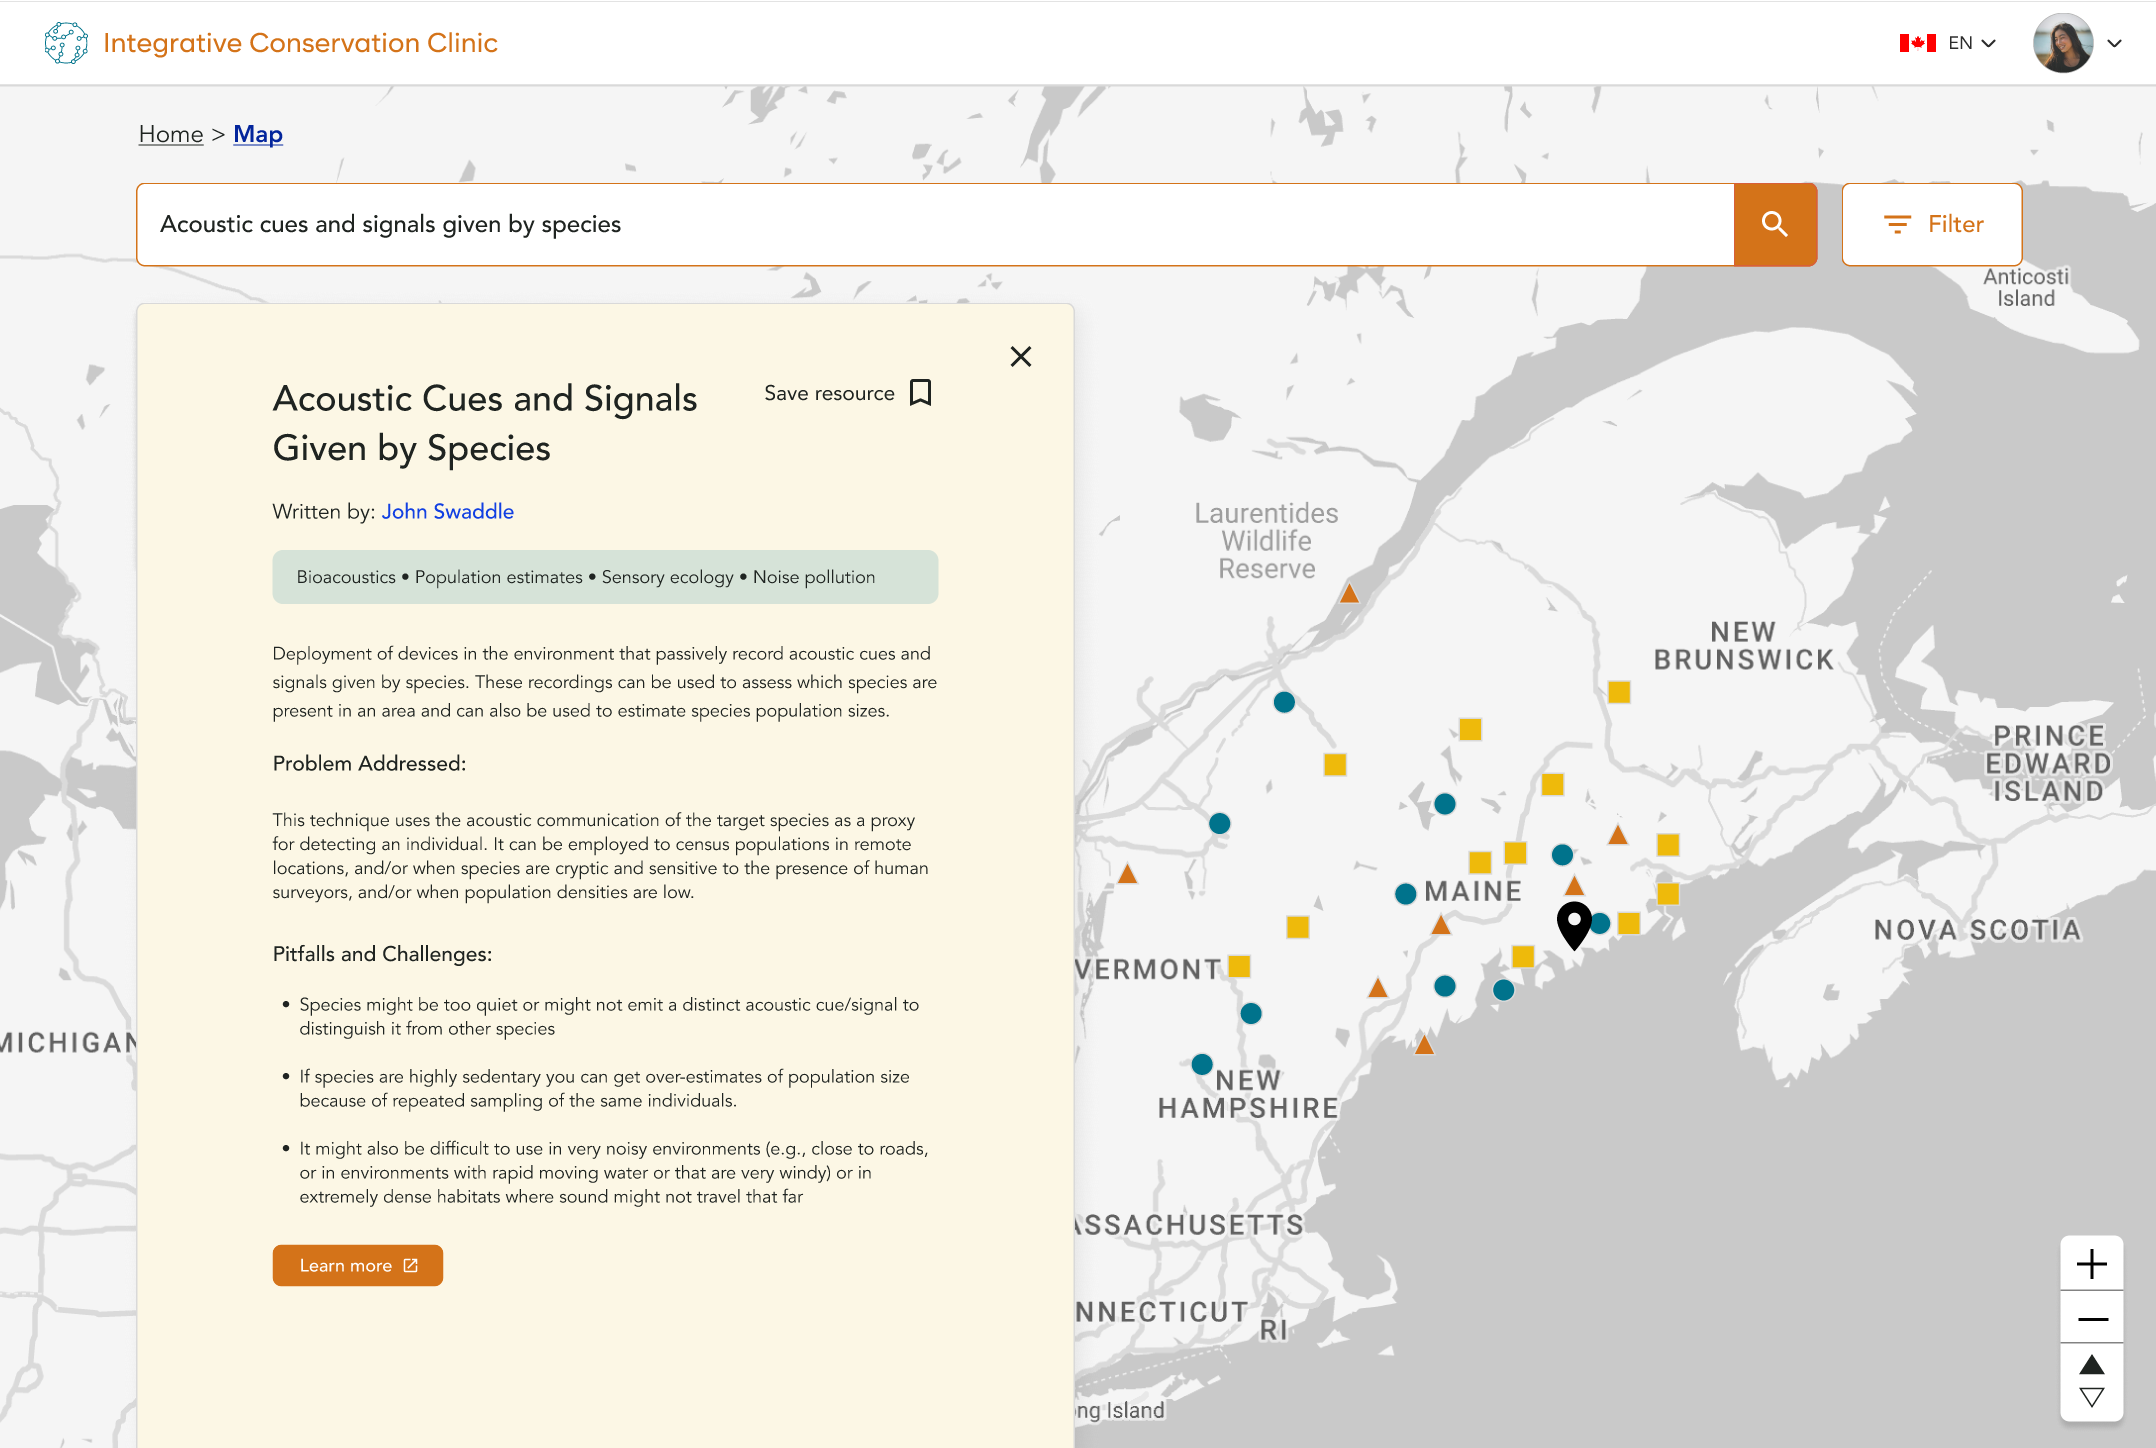 Integrative Conservation Clinic
EN
Home > Map
Acoustic cues and signals given by species
Filter
Acoustic Cues and Signals
Given by Species
Save resource
Written by: John Swaddle
Bioacoustics • Population estimates • Sensory ecology • Noise pollution
Deployment of devices in the environment that passively record acoustic cues and
signals given by species. These recordings can be used to assess which species are
present in an area and can also be used to estimate species population sizes.
Problem Addressed:
This technique uses the acoustic communication of the target species as a proxy
for detecting an individual. It can be employed to census populations in remote
locations, and/or when species are cryptic and sensitive to the presence of human
surveyors, and/or when population densities are low.
Pitfalls and Challenges:
• Species might be too quiet or might not emit a distinct acoustic cue/signal to
distinguish it from other species
• If species are highly sedentary you can get over-estimates of population size
because of repeated sampling of the same individuals.
• It might also be difficult to use in very noisy environments (e.g., close to roads,
or in environments with rapid moving water or that are very windy) or in
extremely dense habitats where sound might not travel that far
Learn more
Anticosti
Island
Laurentides
Wildlife
Reserve
NEW
BRUNSWICK
PRINCE
EDWARD
ISLAND
MAINE
NOVA SCOTIA
VERMONT
MICHIGAN
NEW
HAMPSHIRE
ASSACHUSETTS
NNECTICUT
RI
ong Island